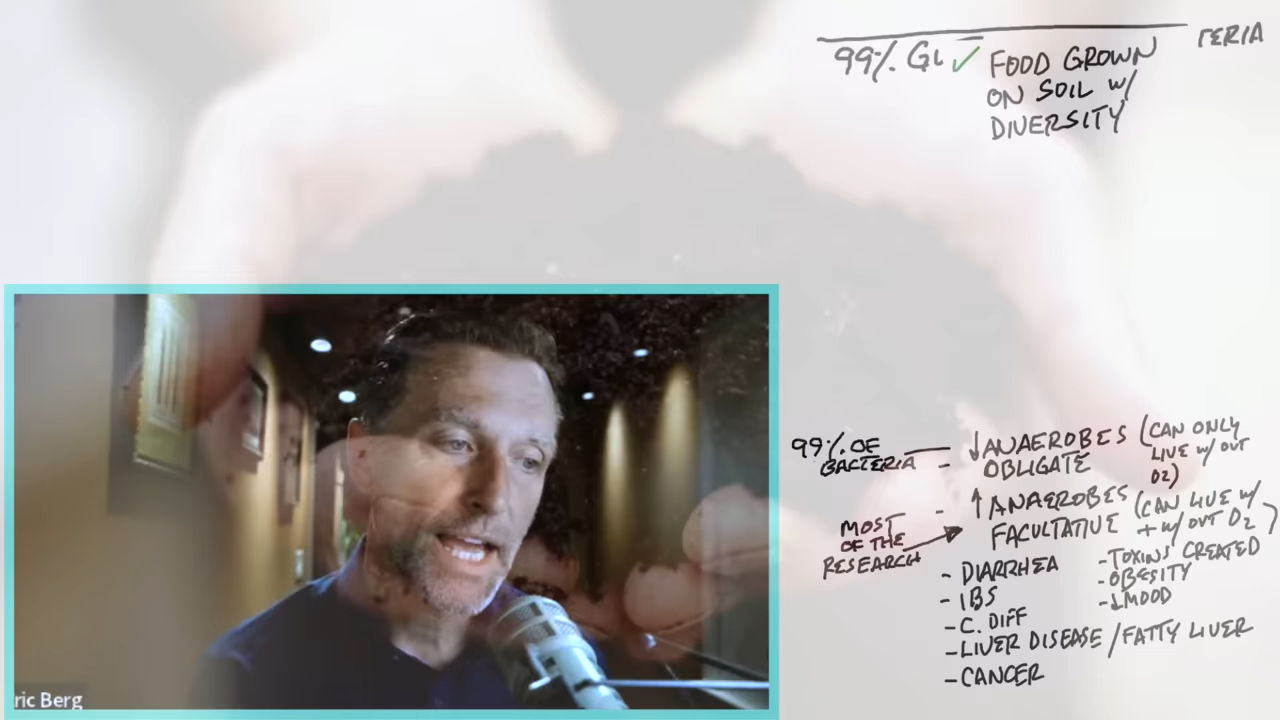 TERIA
99% GI ✓ FOOD GROWN
ON SOIL W/
DIVERSITY
99% OF
BACTERIA
- ↓ ANAEROBES (CAN ONLY
OBLIGATE LIVE W/OUT
O2)
- ↑ ANAEROBES (CAN LIVE W/
FACULTATIVE + W/OUT O2)
MOST
OF THE
RESEARCH
- DIARRHEA
- IBS
- C. DIFF
- LIVER DISEASE / FATTY LIVER
- CANCER
- TOXINS CREATED
- OBESITY
- ↓MOOD
ric Berg